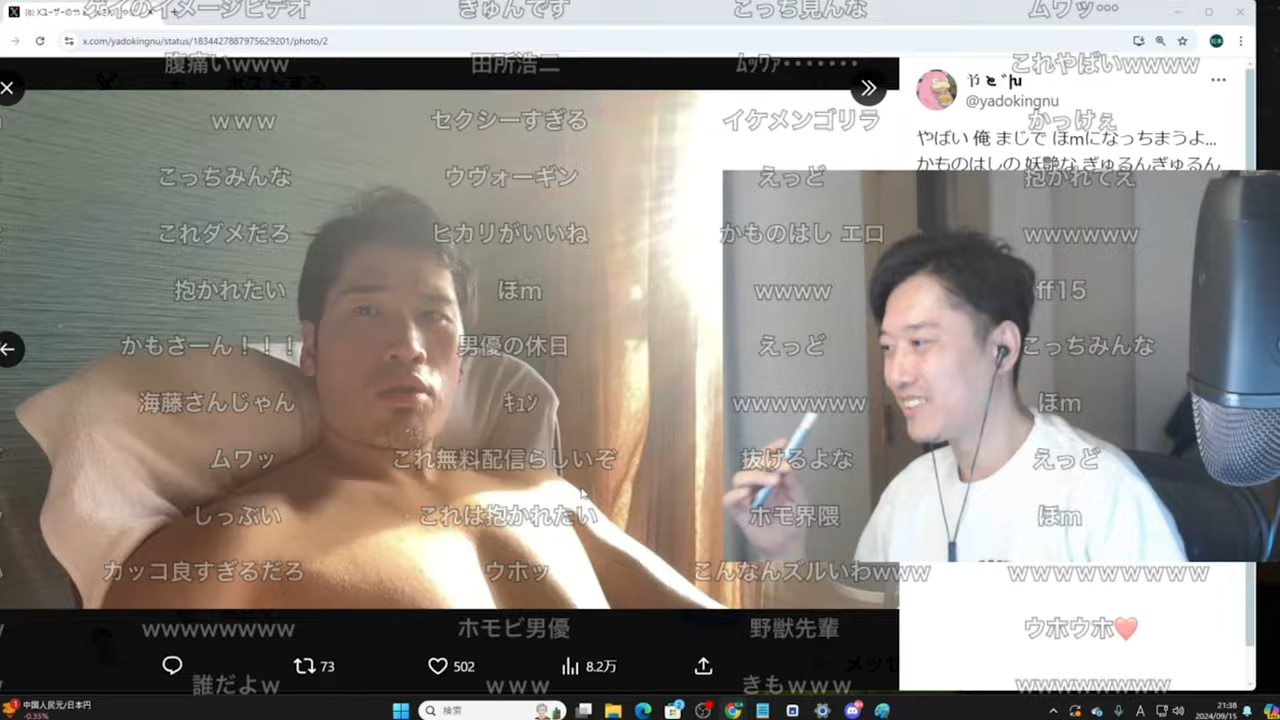 ゲイのイメージビデオ
きゅんです
こっち見んな
ムワッ…
x.com/yadokingnu/status/1834427887975629201/photo/2
腹痛いwww
田所浩二
ﾑｯﾜｧ・・・・・・・
これやばいwwww
@yadokingnu
www
セクシーすぎる
イケメンゴリラ
かっけぇ
やばい 俺 まじで ほmになっちまうよ...
かものはしの 妖艶な ぎゅるんぎゅるん
こっちみんな
ウヴォーギン
えっど
抱かれてえ
これダメだろ
ヒカリがいいね
かものはし エロ
wwwwww
抱かれたい
ほm
wwww
ff15
かもさーん！！！
男優の休日
えっど
こっちみんな
海藤さんじゃん
ｷｭﾝ
wwwwwww
ほm
ムワッ
これ無料配信らしいぞ
抜けるよな
えっど
しっぶい
これは抱かれたい
ホモ界隈
ほm
カッコ良すぎるだろ
ウホッ
こんなんズルいわwww
wwwwwwwww
wwwwwwww
ホモビ男優
野獣先輩
ウホウホ❤
73
502
8.2万
誰だよw
www
きもwww
wwwwwwww
中国人民元/日本円
-0.35%
検索
A
21:38
2024/09/15